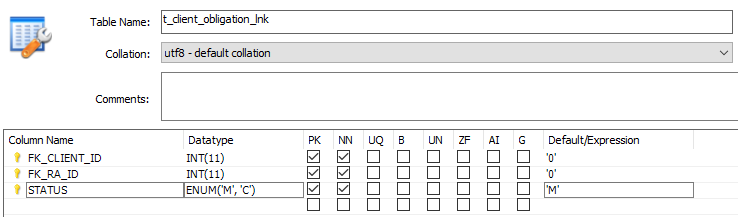 Table Name: t_client_obligation_lnk
Collation: utf8 - default collation
Comments:
Column Name Datatype PK NN UQ B UN ZF AI G Default/Expression
FK_CLIENT_ID INT(11) '0'
FK_RA_ID INT(11) '0'
STATUS ENUM('M', 'C') 'M'